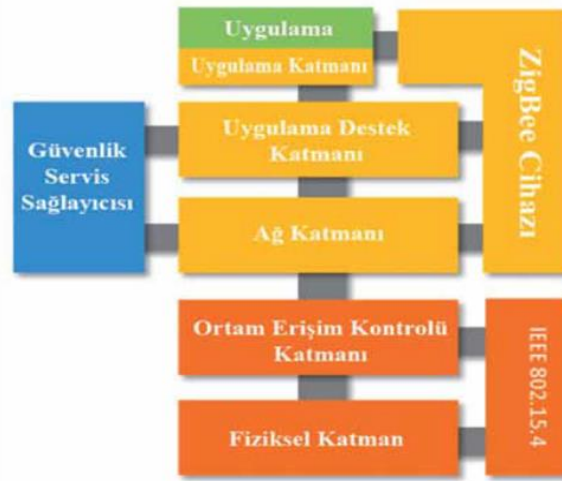 Uygulama
Uygulama Katmanı
ZigBee Cihazı
Güvenlik
Servis
Sağlayıcısı
Uygulama Destek
Katmanı
Ağ Katmanı
Ortam Erişim Kontrolü
Katmanı
IEEE 802.15.4
Fiziksel Katman